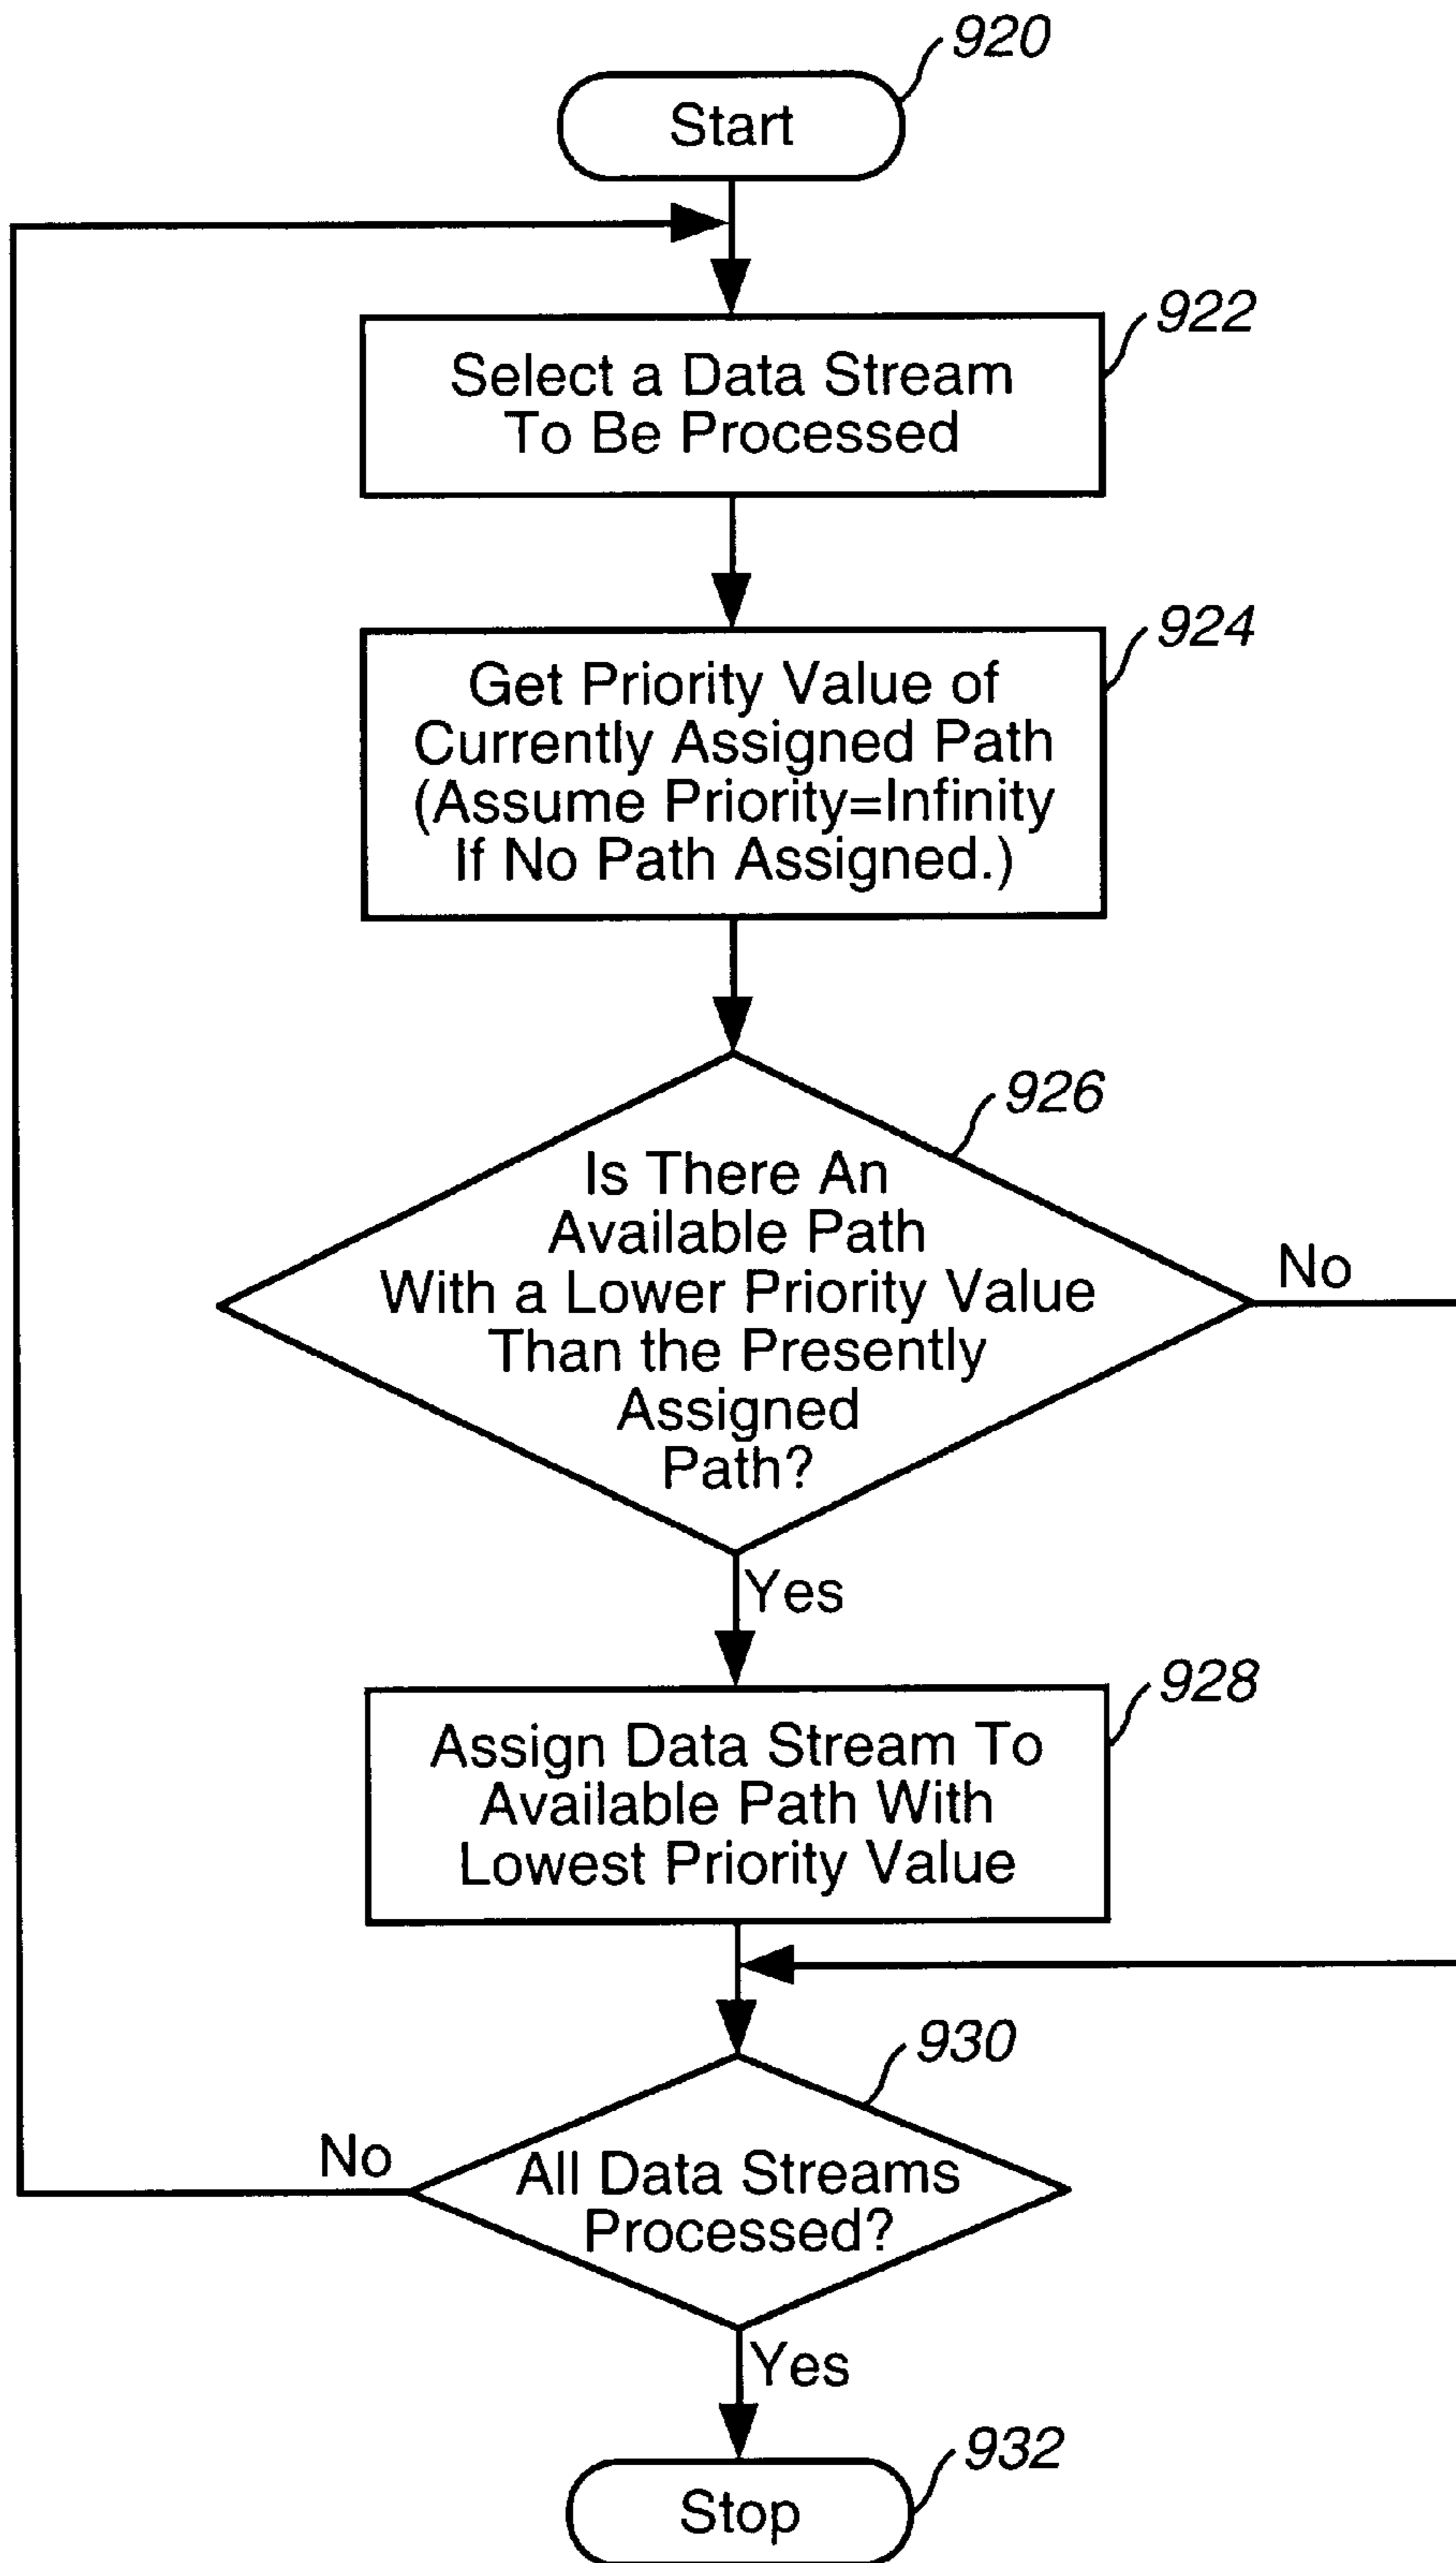 920
Start
922
Select a Data Stream
To Be Processed
924
Get Priority Value of
Currently Assigned Path
(Assume Priority=Infinity
If No Path Assigned.)
926
Is There An
Available Path
With a Lower Priority Value
Than the Presently
Assigned
Path?
No
Yes
928
Assign Data Stream To
Available Path With
Lowest Priority Value
930
No
All Data Streams
Processed?
Yes
932
Stop